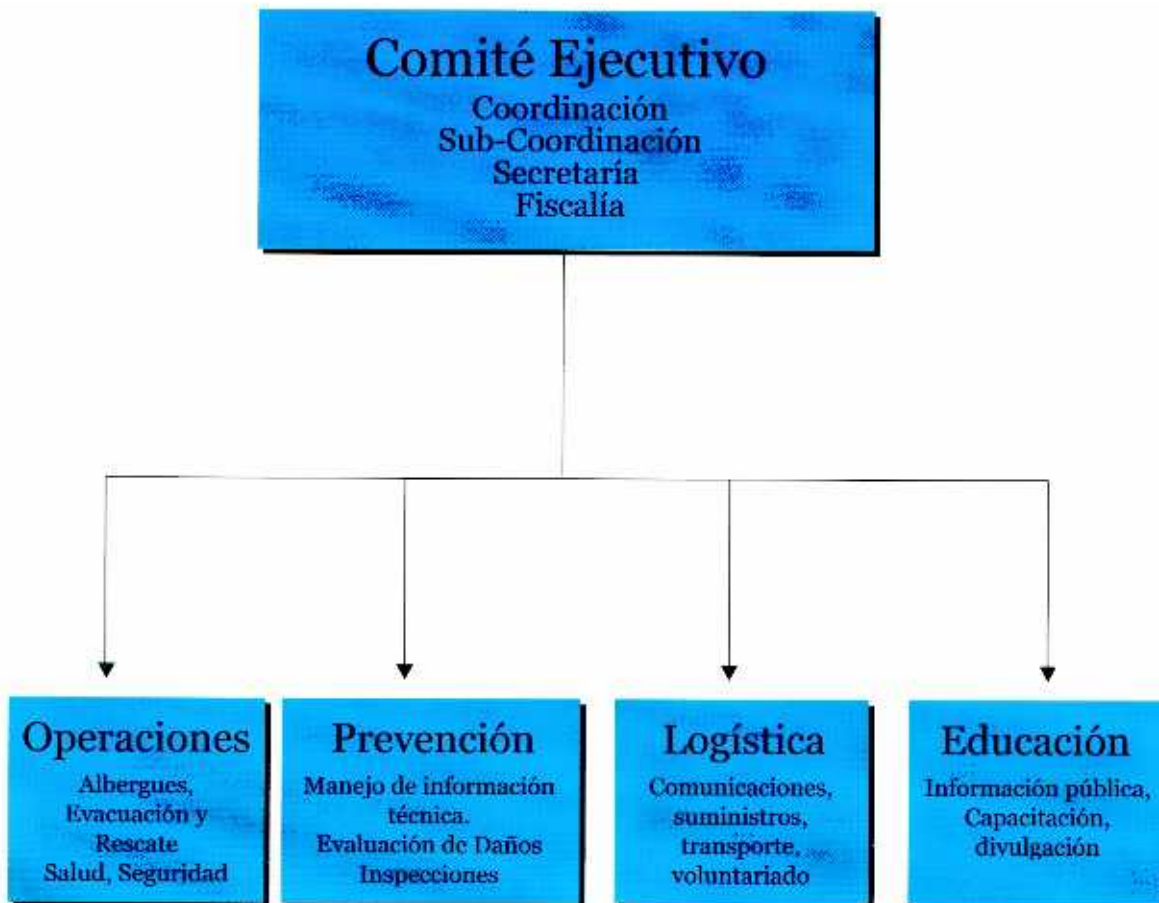 Comité Ejecutivo
Coordinación
Sub-Coordinación
Secretaría
Fiscalía
Operaciones
Albergues,
Evacuación y
Rescate
Salud, Seguridad
Prevención
Manejo de información
técnica.
Evaluación de Daños
Inspecciones
Logística
Comunicaciones,
suministros,
transporte,
voluntariado
Educación
Información pública,
Capacitación,
divulgación